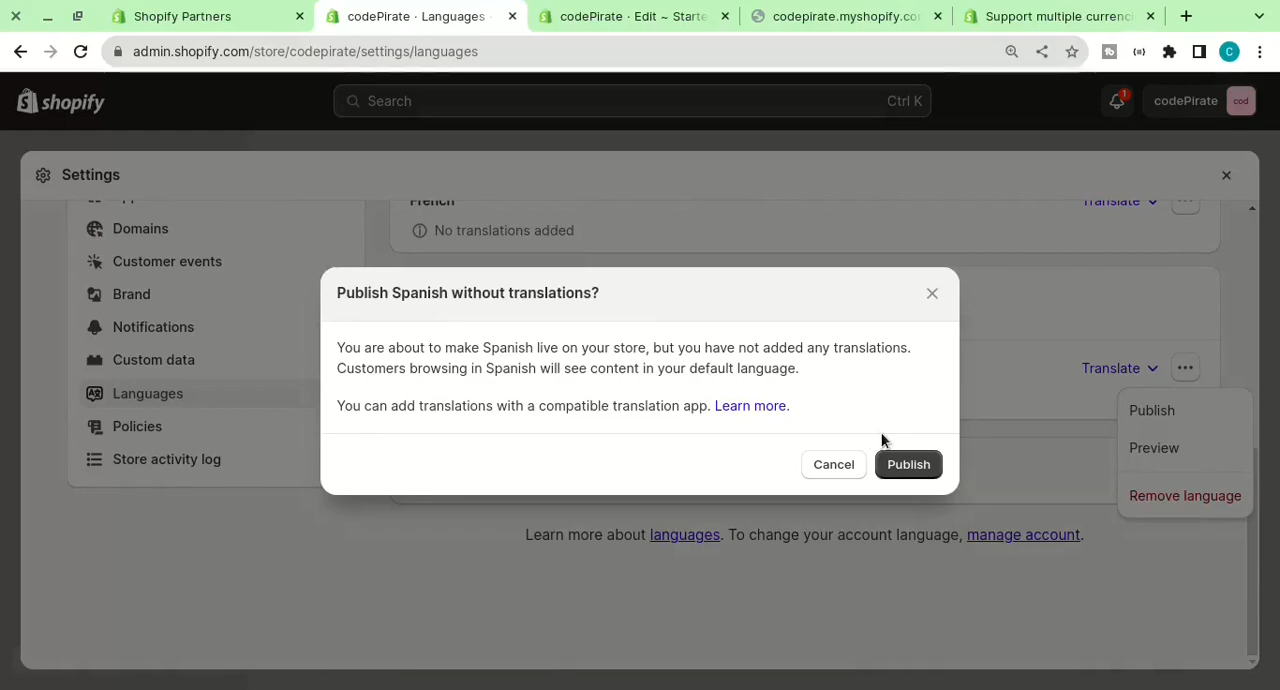 Shopify Partners
codePirate · Languages ·
codePirate · Edit ~ Starte
codepirate.myshopify.co
Support multiple currenc
admin.shopify.com/store/codepirate/settings/languages
shopify
Search
Ctrl K
1
codePirate
cod
Settings
French
Translate
Domains
No translations added
Customer events
Brand
Notifications
Custom data
Languages
Policies
Store activity log
Publish Spanish without translations?
You are about to make Spanish live on your store, but you have not added any translations.
Customers browsing in Spanish will see content in your default language.
You can add translations with a compatible translation app. Learn more.
Cancel
Publish
Translate
Publish
Preview
Remove language
Learn more about languages. To change your account language, manage account.